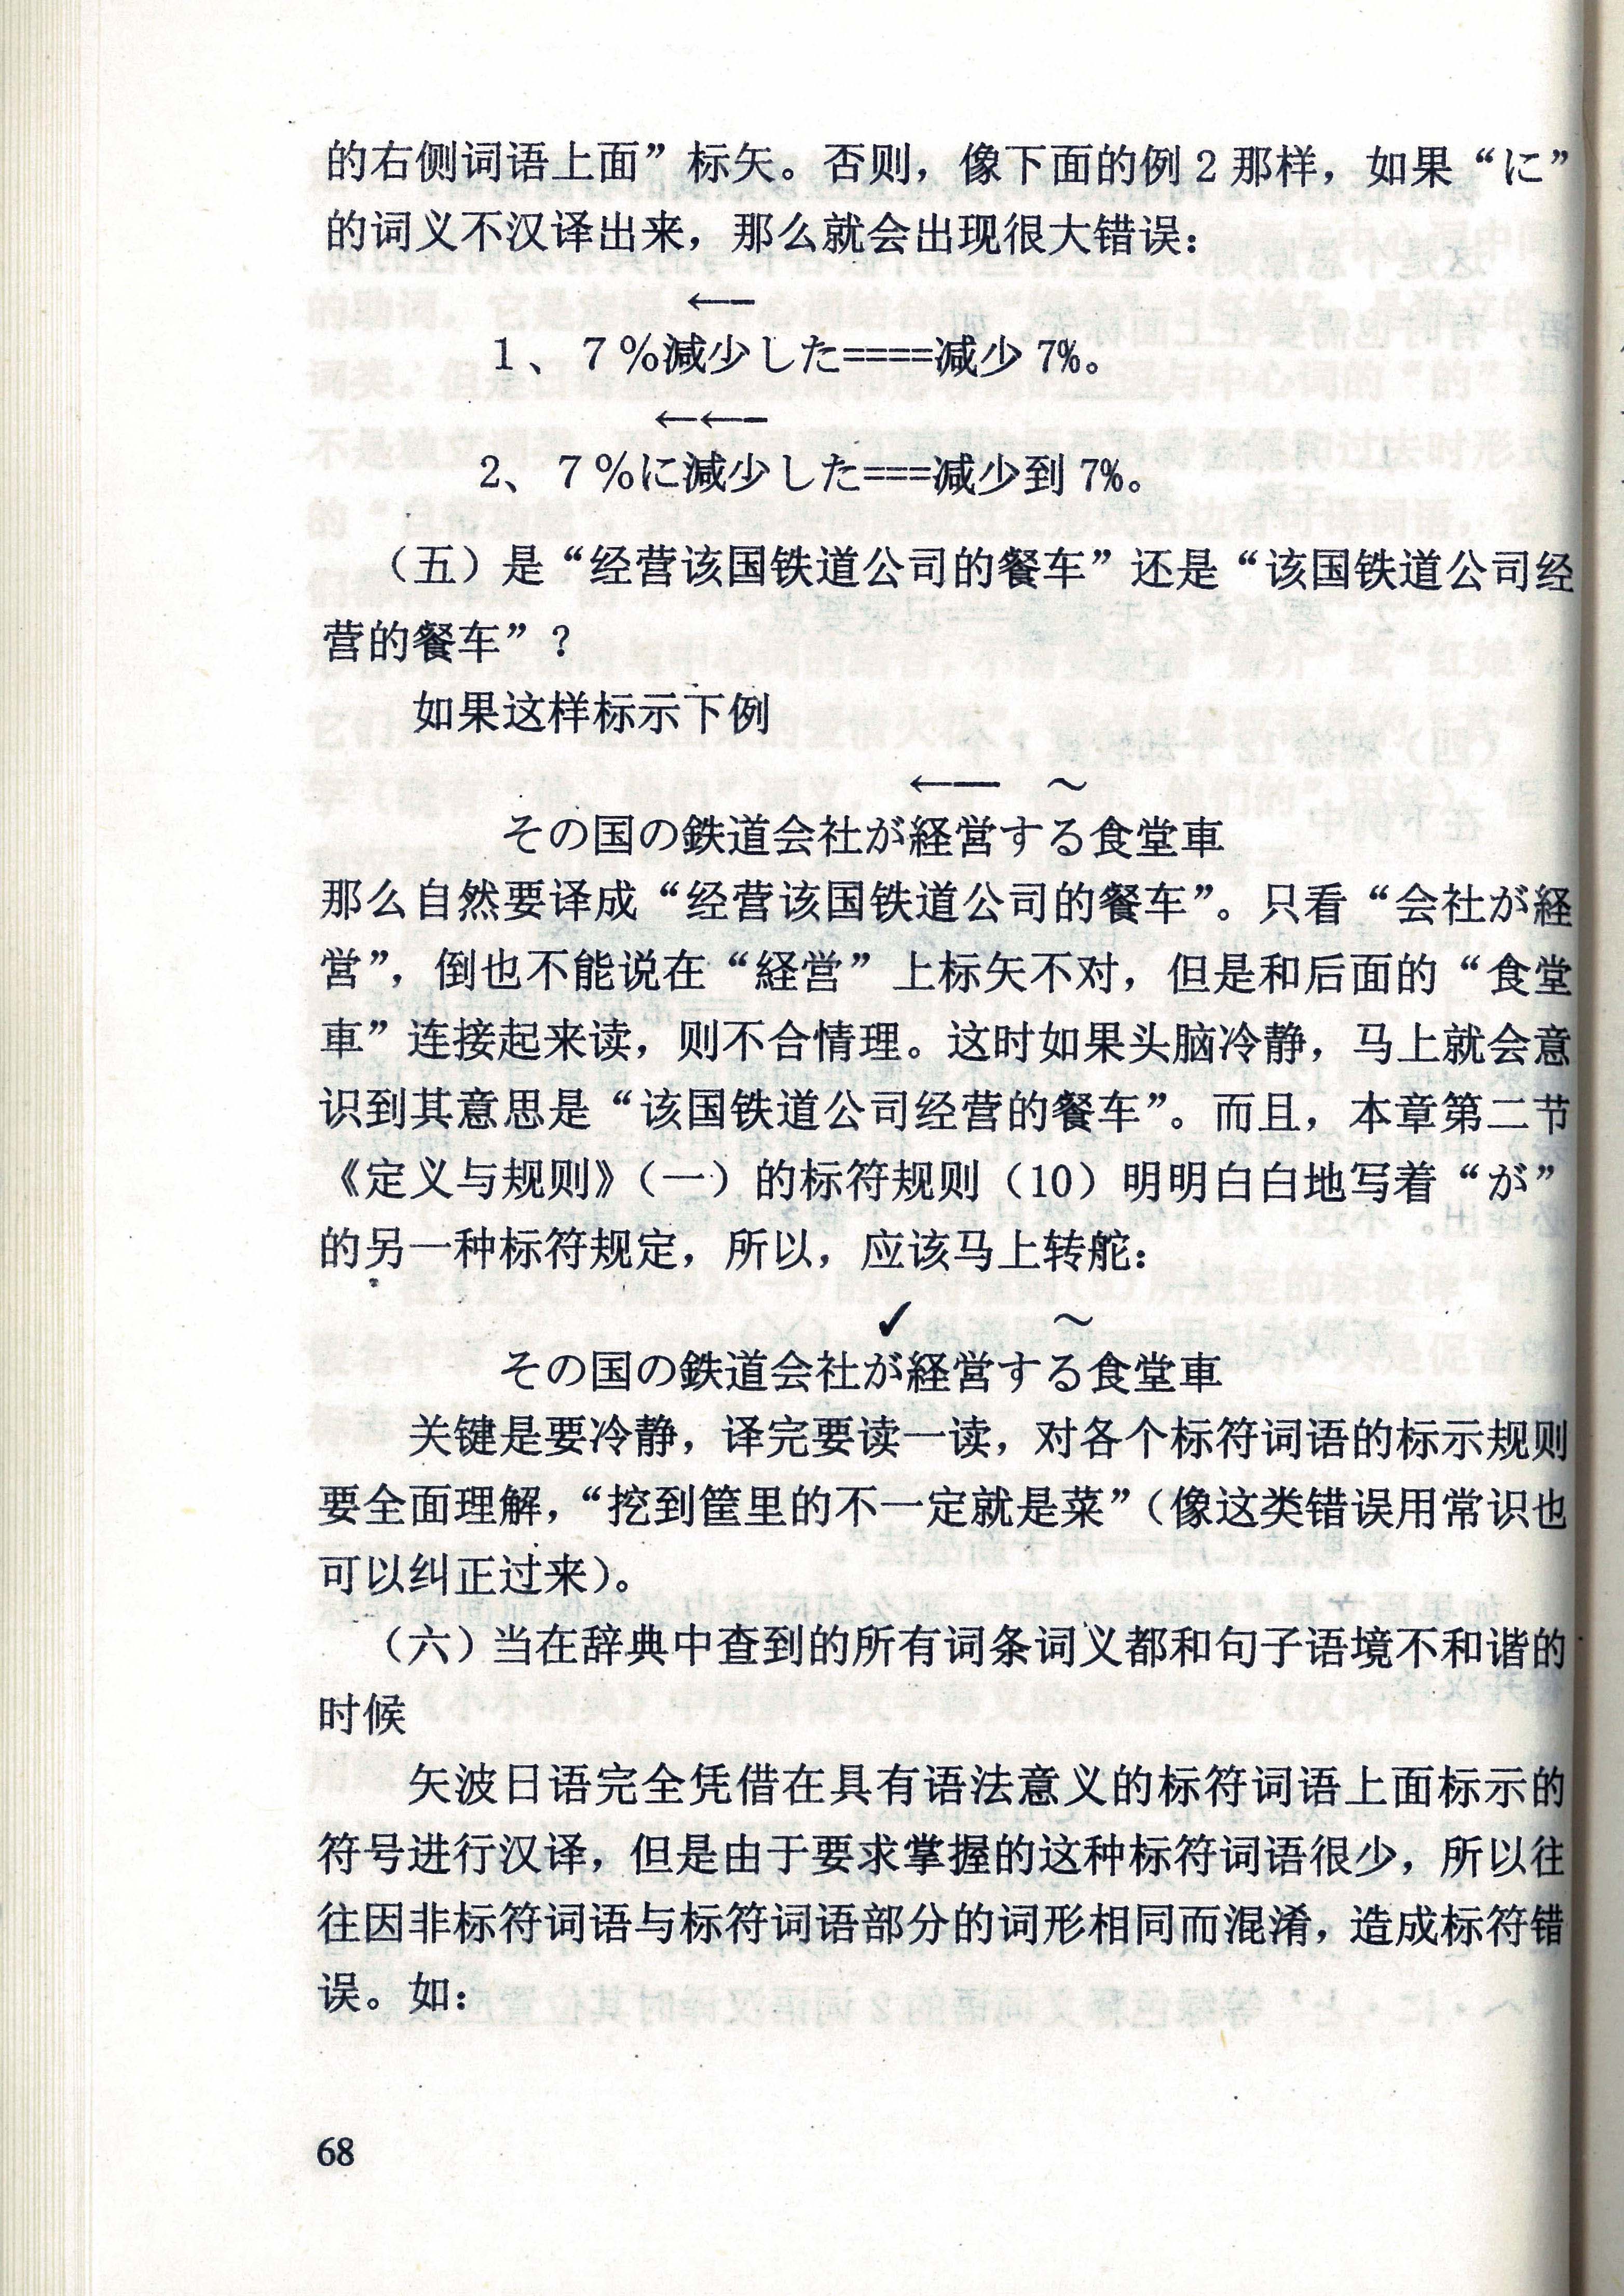 的右侧词语上面”标矢。否则，像下面的例2那样，如果“に”
的词义不汉译出来，那么就会出现很大错误：
←—
1、７％減少した====减少7%。
←←—
2、７％に減少した===减少到7%。
（五）是“经营该国铁道公司的餐车”还是“该国铁道公司经
营的餐车”？
如果这样标示下例
←—— ～
その国の鉄道会社が経営する食堂車
那么自然要译成“经营该国铁道公司的餐车”。只看“会社が経
営”，倒也不能说在“経営”上标矢不对，但是和后面的“食堂
車”连接起来读，则不合情理。这时如果头脑冷静，马上就会意
识到其意思是“该国铁道公司经营的餐车”。而且，本章第二节
《定义与规则》（一）的标符规则（10）明明白白地写着“が”
的另一种标符规定，所以，应该马上转舵：
✓ ～
その国の鉄道会社が経営する食堂車
关键是要冷静，译完要读一读，对各个标符词语的标示规则
要全面理解，“挖到筐里的不一定就是菜”（像这类错误用常识也
可以纠正过来）。
（六）当在辞典中查到的所有词条词义都和句子语境不和谐的
时候
矢波日语完全凭借在具有语法意义的标符词语上面标示的
符号进行汉译，但是由于要求掌握的这种标符词语很少，所以往
往因非标符词语与标符词语部分的词形相同而混淆，造成标符错
误。如：
68